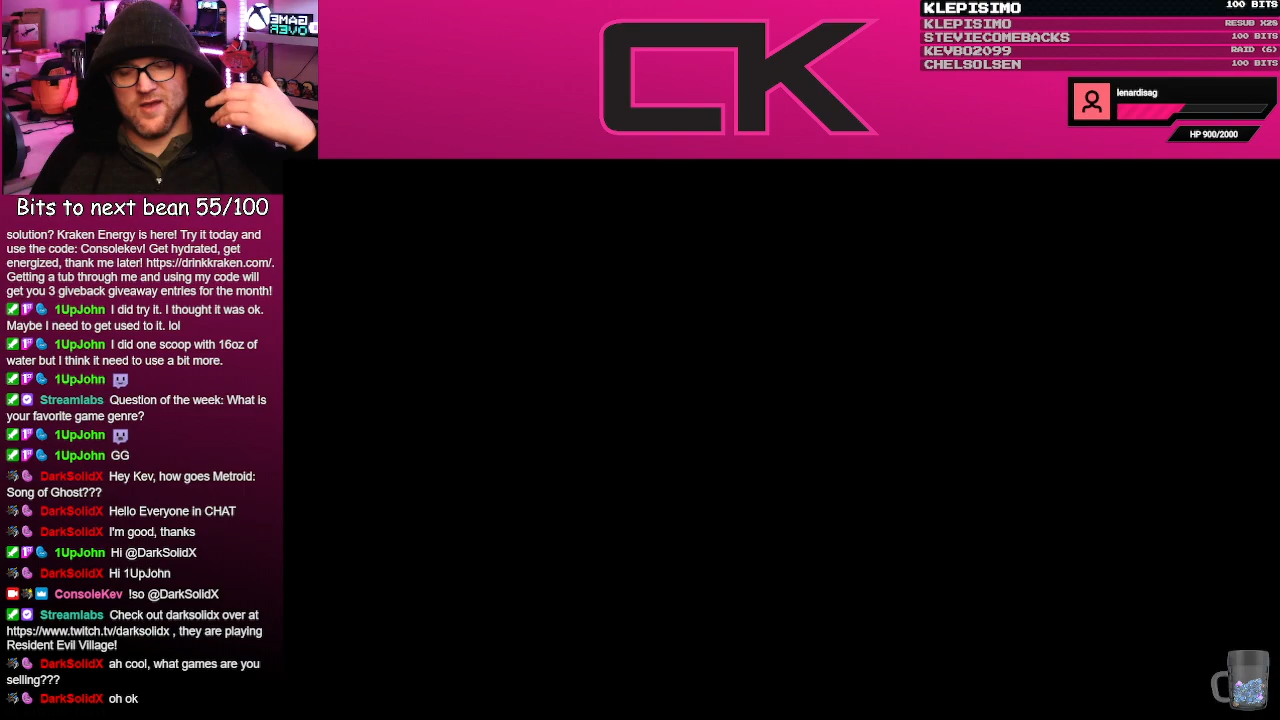 GAME
OVER
CK
KLEPISIMO 100 BITS
KLEPISIMO RESUB X26
STEVIECOMEBACKS 100 BITS
KEVBO2099 RAID (6)
CHELSOLSEN 100 BITS
lenardisag
HP 900/2000
Bits to next bean 55/100
solution? Kraken Energy is here! Try it today and
use the code: Consolekev! Get hydrated, get
energized, thank me later! https://drinkkraken.com/.
Getting a tub through me and using my code will
get you 3 giveback giveaway entries for the month!
1UpJohn I did try it. I thought it was ok.
Maybe I need to get used to it. lol
1UpJohn I did one scoop with 16oz of
water but I think it need to use a bit more.
1UpJohn
Streamlabs Question of the week: What is
your favorite game genre?
1UpJohn
1UpJohn GG
DarkSolidX Hey Kev, how goes Metroid:
Song of Ghost???
DarkSolidX Hello Everyone in CHAT
DarkSolidX I'm good, thanks
1UpJohn Hi @DarkSolidX
DarkSolidX Hi 1UpJohn
ConsoleKev !so @DarkSolidX
Streamlabs Check out darksolidx over at
https://www.twitch.tv/darksolidx , they are playing
Resident Evil Village!
DarkSolidX ah cool, what games are you
selling???
DarkSolidX oh ok